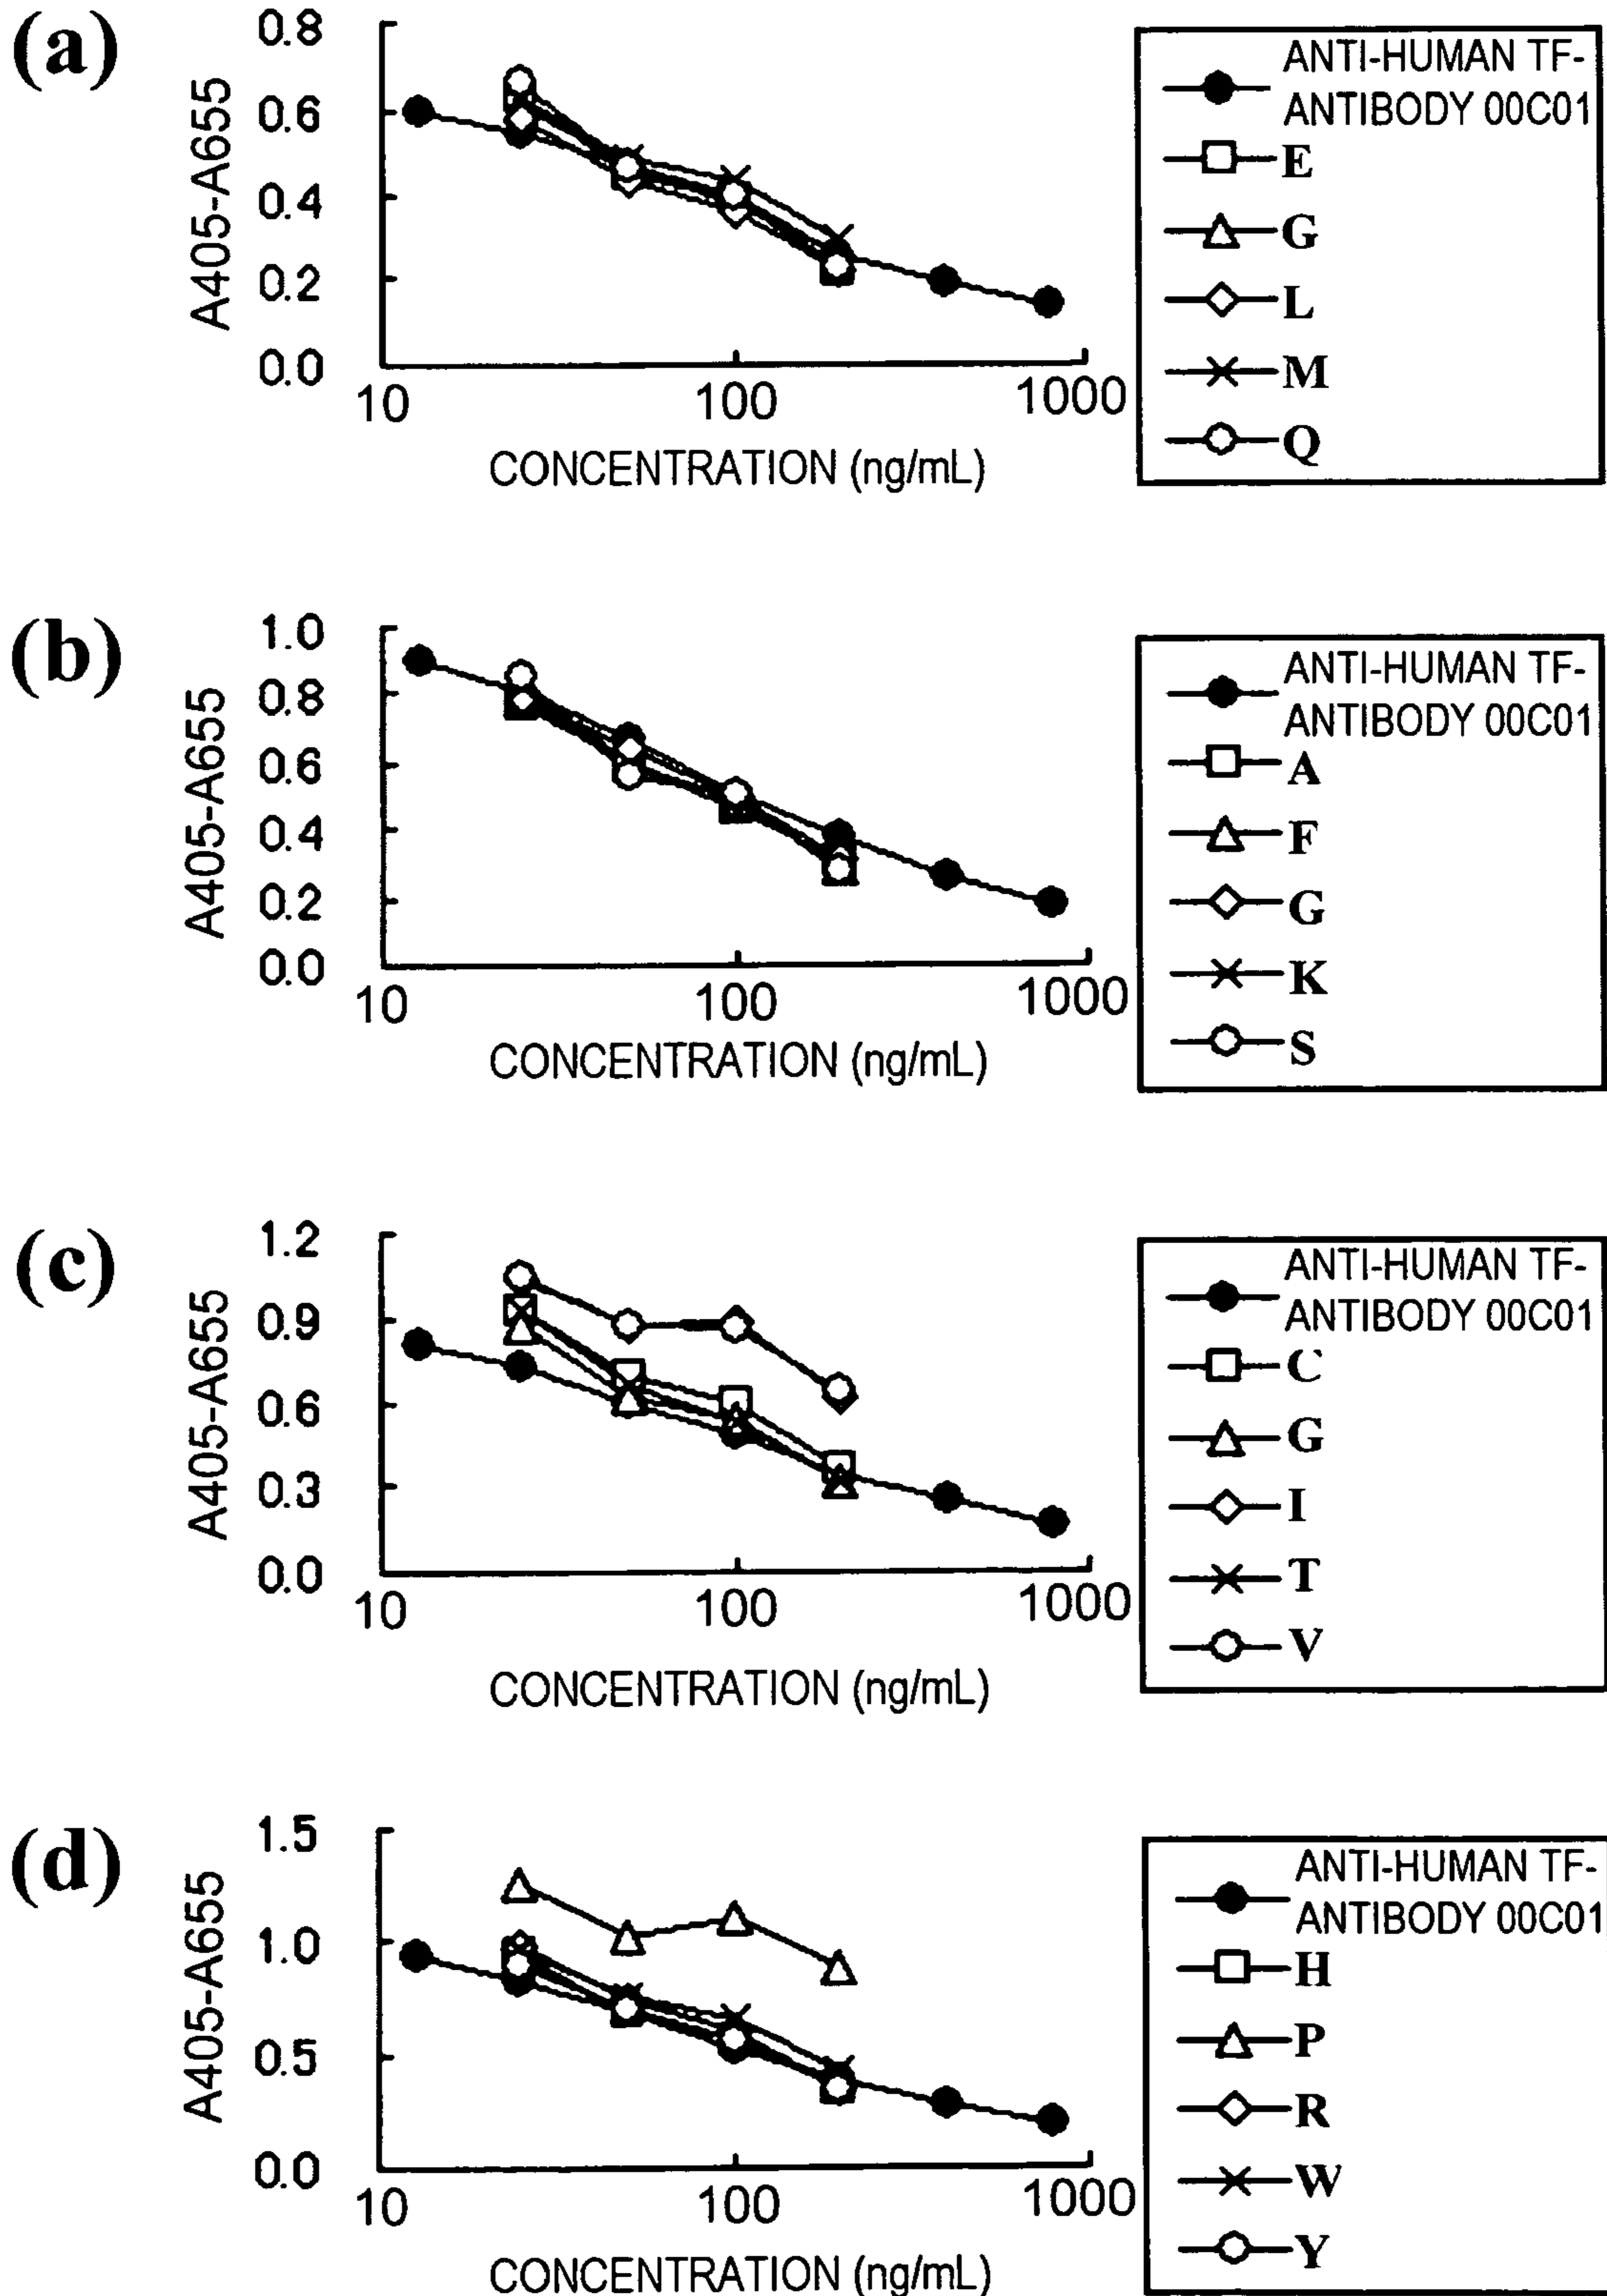 (a)
0.8
0.6
0.4
0.2
0.0
A405-A655
10
100
1000
CONCENTRATION (ng/mL)
ANTI-HUMAN TF-
ANTIBODY 00C01
E
G
L
M
Q
(b)
1.0
0.8
0.6
0.4
0.2
0.0
A405-A655
10
100
1000
CONCENTRATION (ng/mL)
ANTI-HUMAN TF-
ANTIBODY 00C01
A
F
G
K
S
(c)
1.2
0.9
0.6
0.3
0.0
A405-A655
10
100
1000
CONCENTRATION (ng/mL)
ANTI-HUMAN TF-
ANTIBODY 00C01
C
G
I
T
V
(d)
1.5
1.0
0.5
0.0
A405-A655
10
100
1000
CONCENTRATION (ng/mL)
ANTI-HUMAN TF-
ANTIBODY 00C01
H
P
R
W
Y